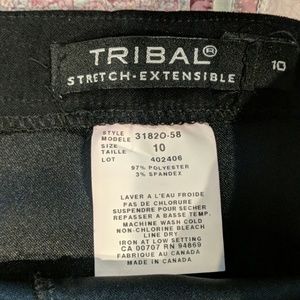 TRIBAL®
STRETCH-EXTENSIBLE
10
STYLE
MODELE 31820-58
SIZE
TAILLE 10
LOT 402406
97% POLYESTER
3% SPANDEX
LAVER A L'EAU FROIDE
PAS DE CHLORURE
SUSPENDRE POUR SECHER
REPASSER A BASSE TEMP.
MACHINE WASH COLD
NON-CHLORINE BLEACH
LINE DRY
IRON AT LOW SETTING
CA 00707 RN 94869
FABRIQUE AU CANADA
MADE IN CANADA